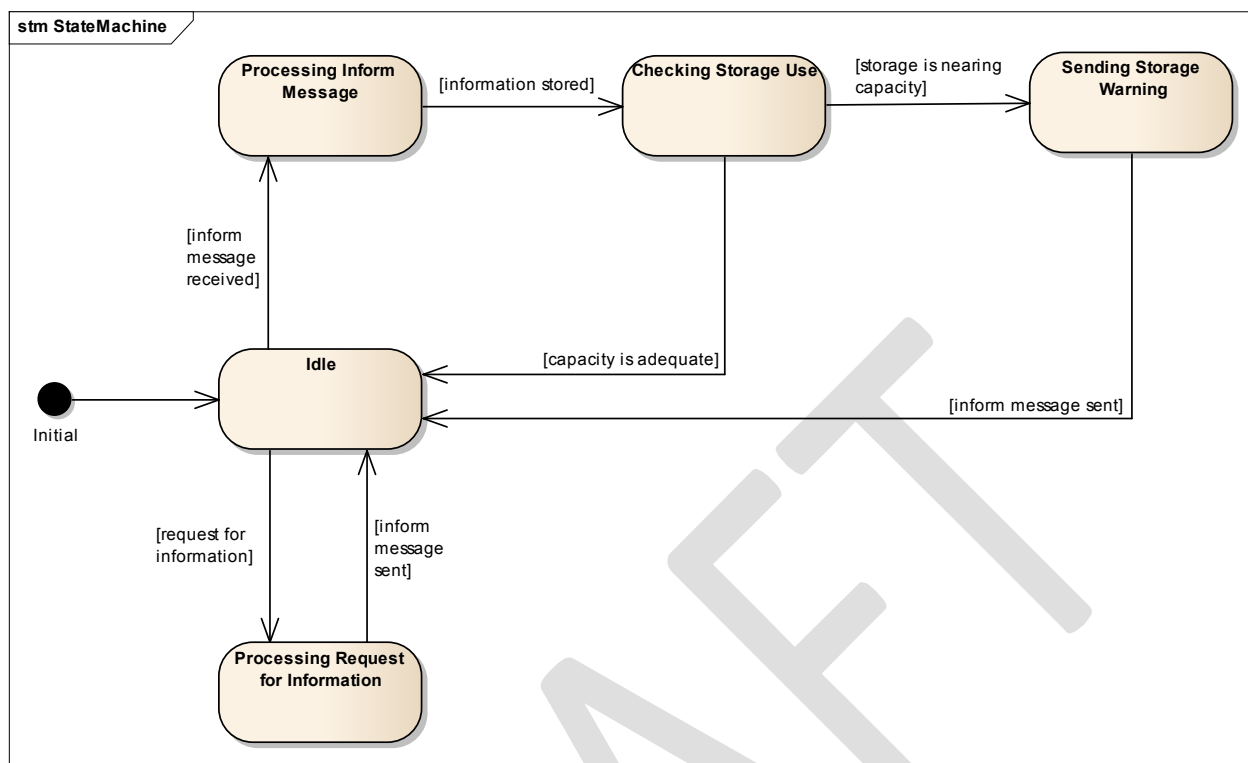 stm StateMachine
Processing Inform
Message
[information stored]
Checking Storage Use
[storage is nearing
capacity]
Sending Storage
Warning
[inform
message
received]
Idle
[capacity is adequate]
[inform message sent]
Initial
[request for
information]
[inform
message
sent]
Processing Request
for Information
AFT